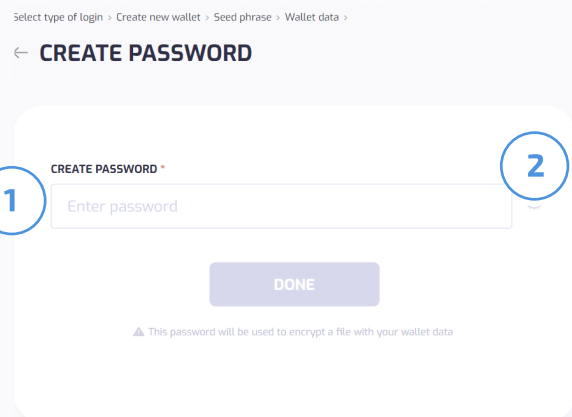 Select type of login > Create new wallet > Seed phrase > Wallet data >
← CREATE PASSWORD
2
CREATE PASSWORD *
1
Enter password
DONE
This password will be used to encrypt a file with your wallet data